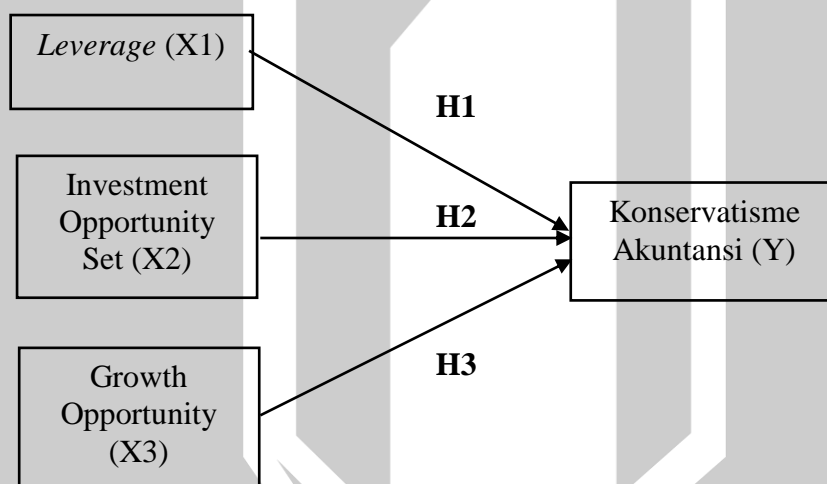 Leverage (X1)
H1
Investment
Opportunity
Set (X2)
H2
Konservatisme
Akuntansi (Y)
H3
Growth
Opportunity
(X3)